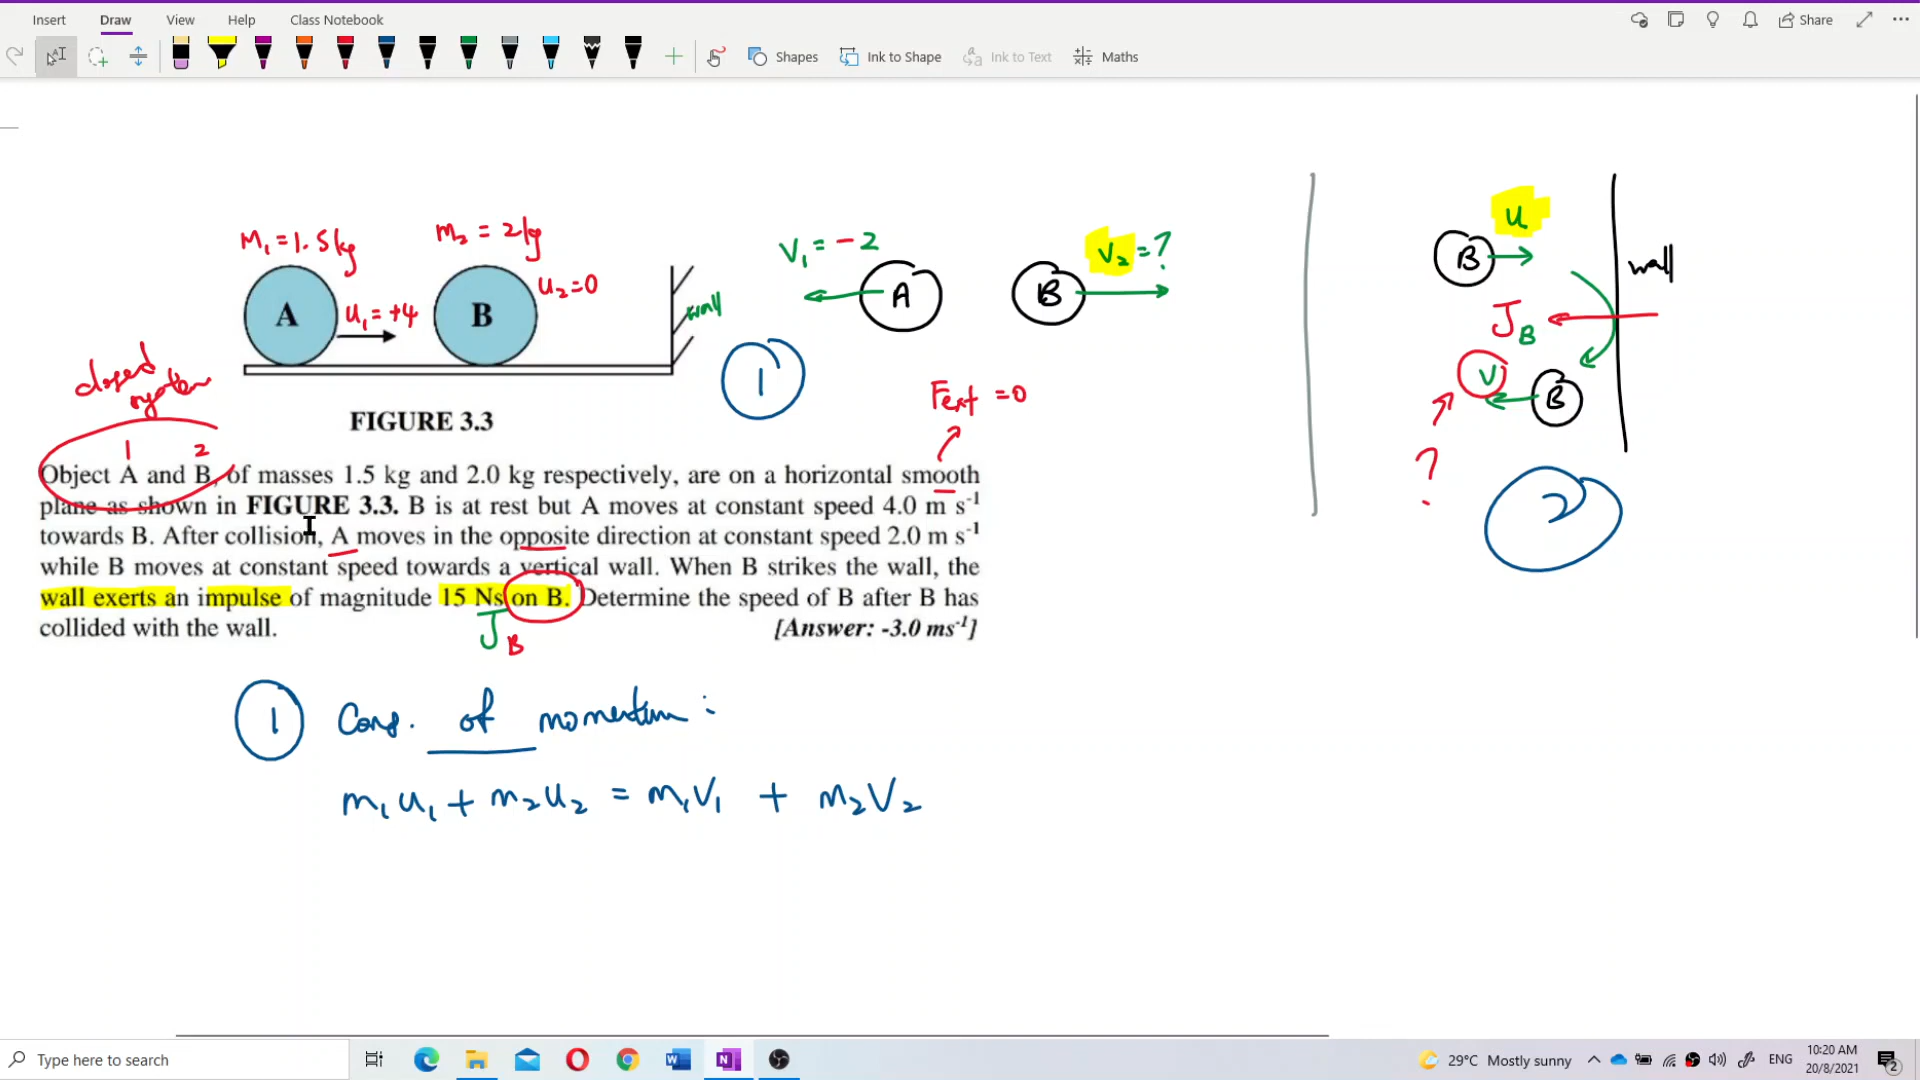 Insert Draw View Help Class Notebook Share
Shapes Ink to Shape Ink to Text Maths
M₁ = 1.5kg
m₂ = 2kg
A
u₁ = +4
B
u₂=0
wall
V₁ = -2
A
V₂ = ?
B
1
u
B
wall
J_B
V
B
?
2
closed
system
Fext = 0
FIGURE 3.3
1 2
Object A and B, of masses 1.5 kg and 2.0 kg respectively, are on a horizontal smooth
plane as shown in FIGURE 3.3. B is at rest but A moves at constant speed 4.0 m s⁻¹
towards B. After collision, A moves in the opposite direction at constant speed 2.0 m s⁻¹
while B moves at constant speed towards a vertical wall. When B strikes the wall, the
wall exerts an impulse of magnitude 15 Ns on B. Determine the speed of B after B has
collided with the wall. [Answer: -3.0 ms⁻¹]
J_B
1 Cons. of momentum :
m₁u₁ + m₂u₂ = m₁V₁ + m₂V₂
Type here to search
29°C Mostly sunny
ENG
10:20 AM
20/8/2021
2